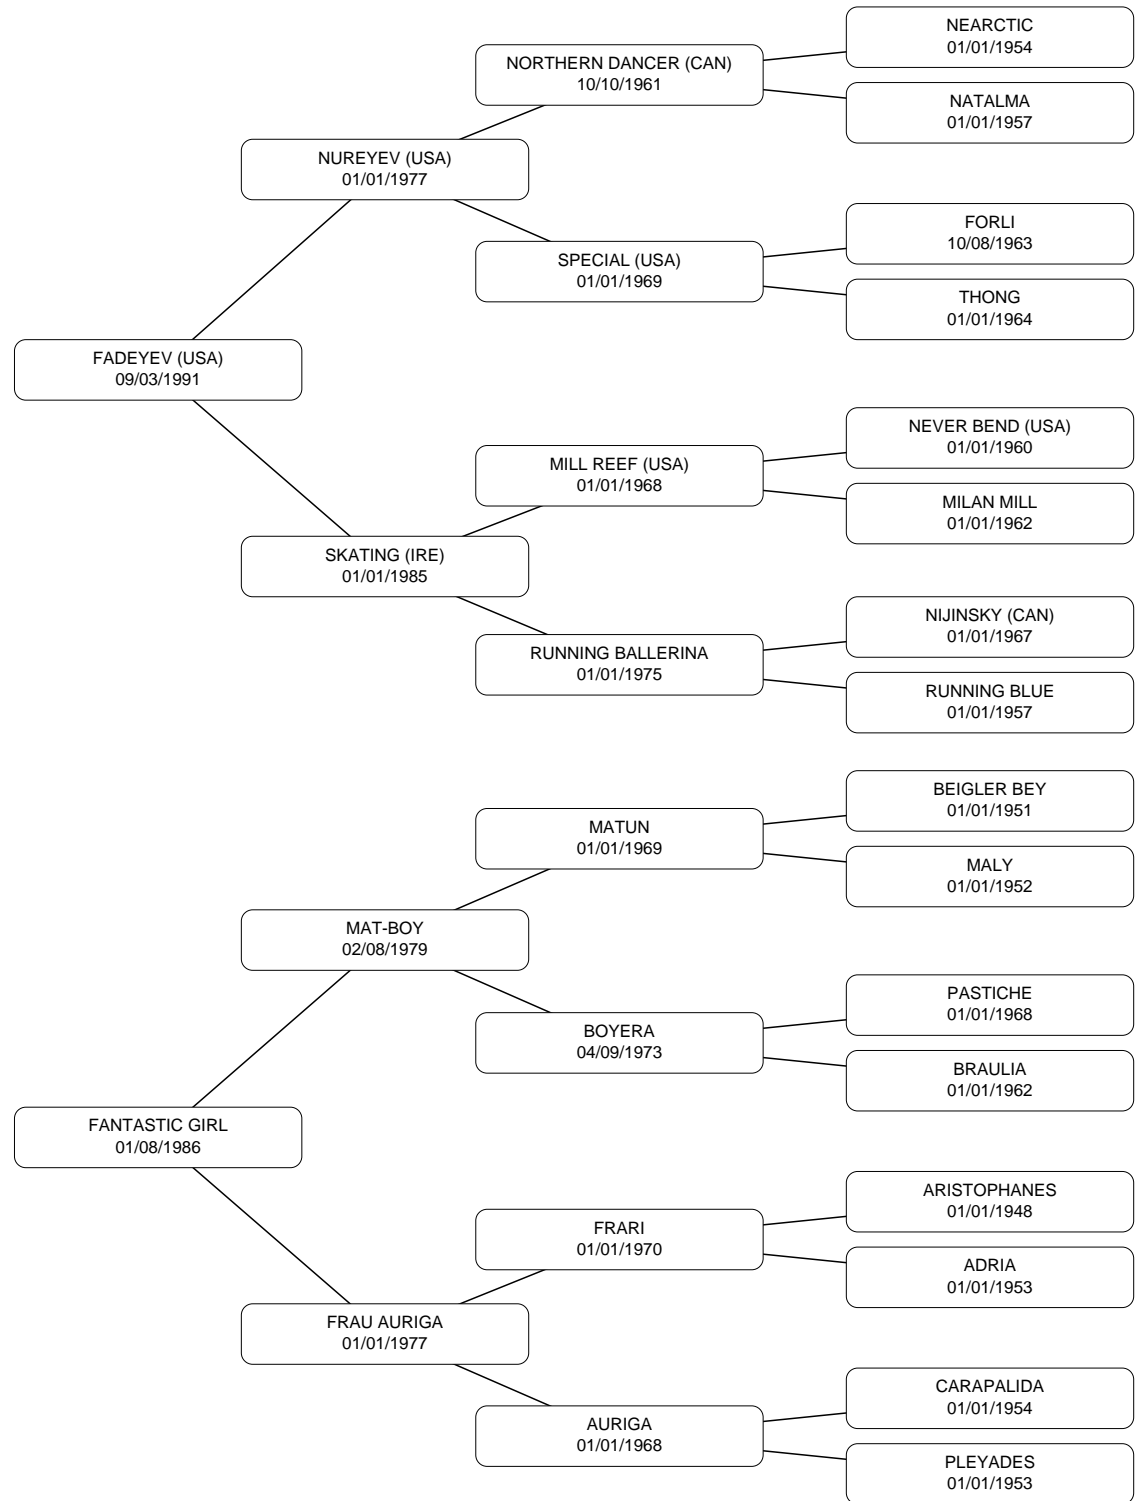 NEARCTIC
01/01/1954
NORTHERN DANCER (CAN)
10/10/1961
NATALMA
01/01/1957
NUREYEV (USA)
01/01/1977
FORLI
10/08/1963
SPECIAL (USA)
01/01/1969
THONG
01/01/1964
FADEYEV (USA)
09/03/1991
NEVER BEND (USA)
01/01/1960
MILL REEF (USA)
01/01/1968
MILAN MILL
01/01/1962
SKATING (IRE)
01/01/1985
NIJINSKY (CAN)
01/01/1967
RUNNING BALLERINA
01/01/1975
RUNNING BLUE
01/01/1957
BEIGLER BEY
01/01/1951
MATUN
01/01/1969
MALY
01/01/1952
MAT-BOY
02/08/1979
PASTICHE
01/01/1968
BOYERA
04/09/1973
BRAULIA
01/01/1962
FANTASTIC GIRL
01/08/1986
ARISTOPHANES
01/01/1948
FRARI
01/01/1970
ADRIA
01/01/1953
FRAU AURIGA
01/01/1977
CARAPALIDA
01/01/1954
AURIGA
01/01/1968
PLEYADES
01/01/1953